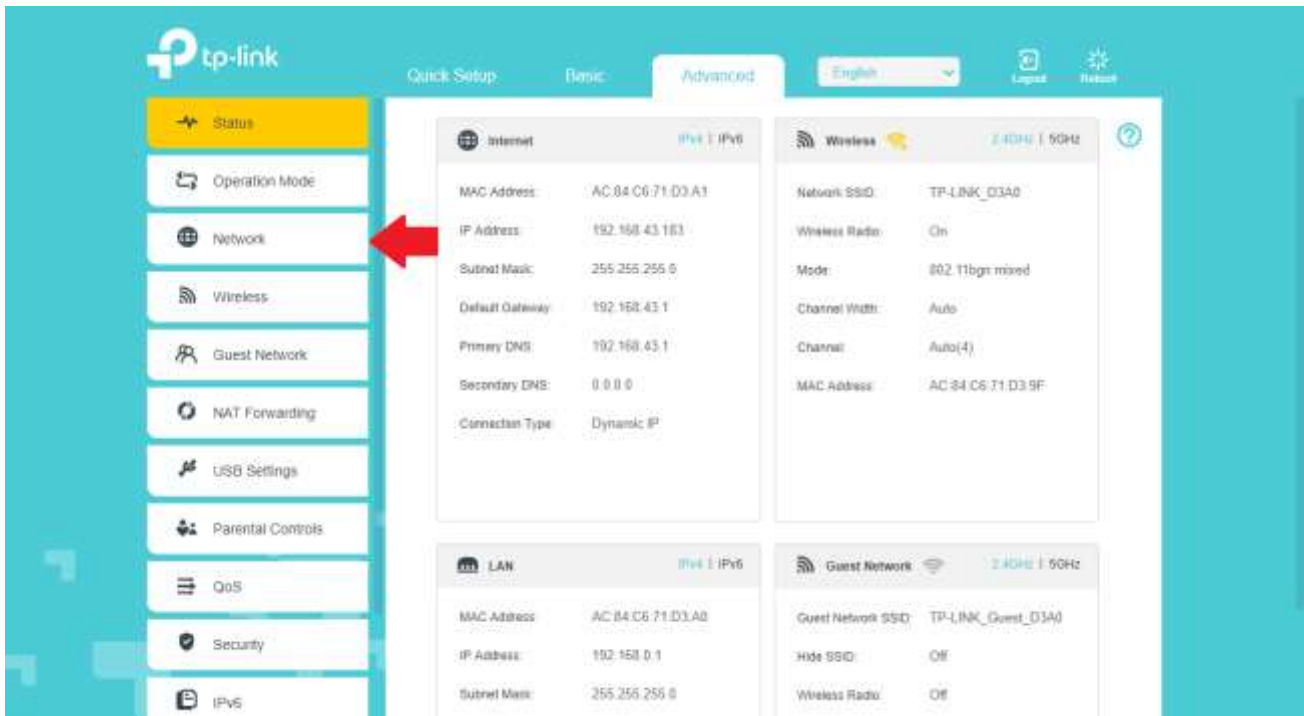 tp-link
Quick Setup
Basic
Advanced
English
Logout
Reboot
Status
Operation Mode
Network
Wireless
Guest Network
NAT Forwarding
USB Settings
Parental Controls
QoS
Security
IPv6
Internet
IPv4 | IPv6
MAC Address: AC:84:C6:71:D3:A1
IP Address: 192.168.43.183
Subnet Mask: 255.255.255.0
Default Gateway: 192.168.43.1
Primary DNS: 192.168.43.1
Secondary DNS: 0.0.0.0
Connection Type: Dynamic IP
Wireless
2.4GHz | 5GHz
Network SSID: TP-LINK_D3A0
Wireless Radio: On
Mode: 802.11bgn mixed
Channel Width: Auto
Channel: Auto(4)
MAC Address: AC:84:C6:71:D3:9F
LAN
IPv4 | IPv6
MAC Address: AC:84:C6:71:D3:A0
IP Address: 192.168.0.1
Subnet Mask: 255.255.255.0
Guest Network
2.4GHz | 5GHz
Guest Network SSID: TP-LINK_Guest_D3A0
Hide SSID: Off
Wireless Radio: Off